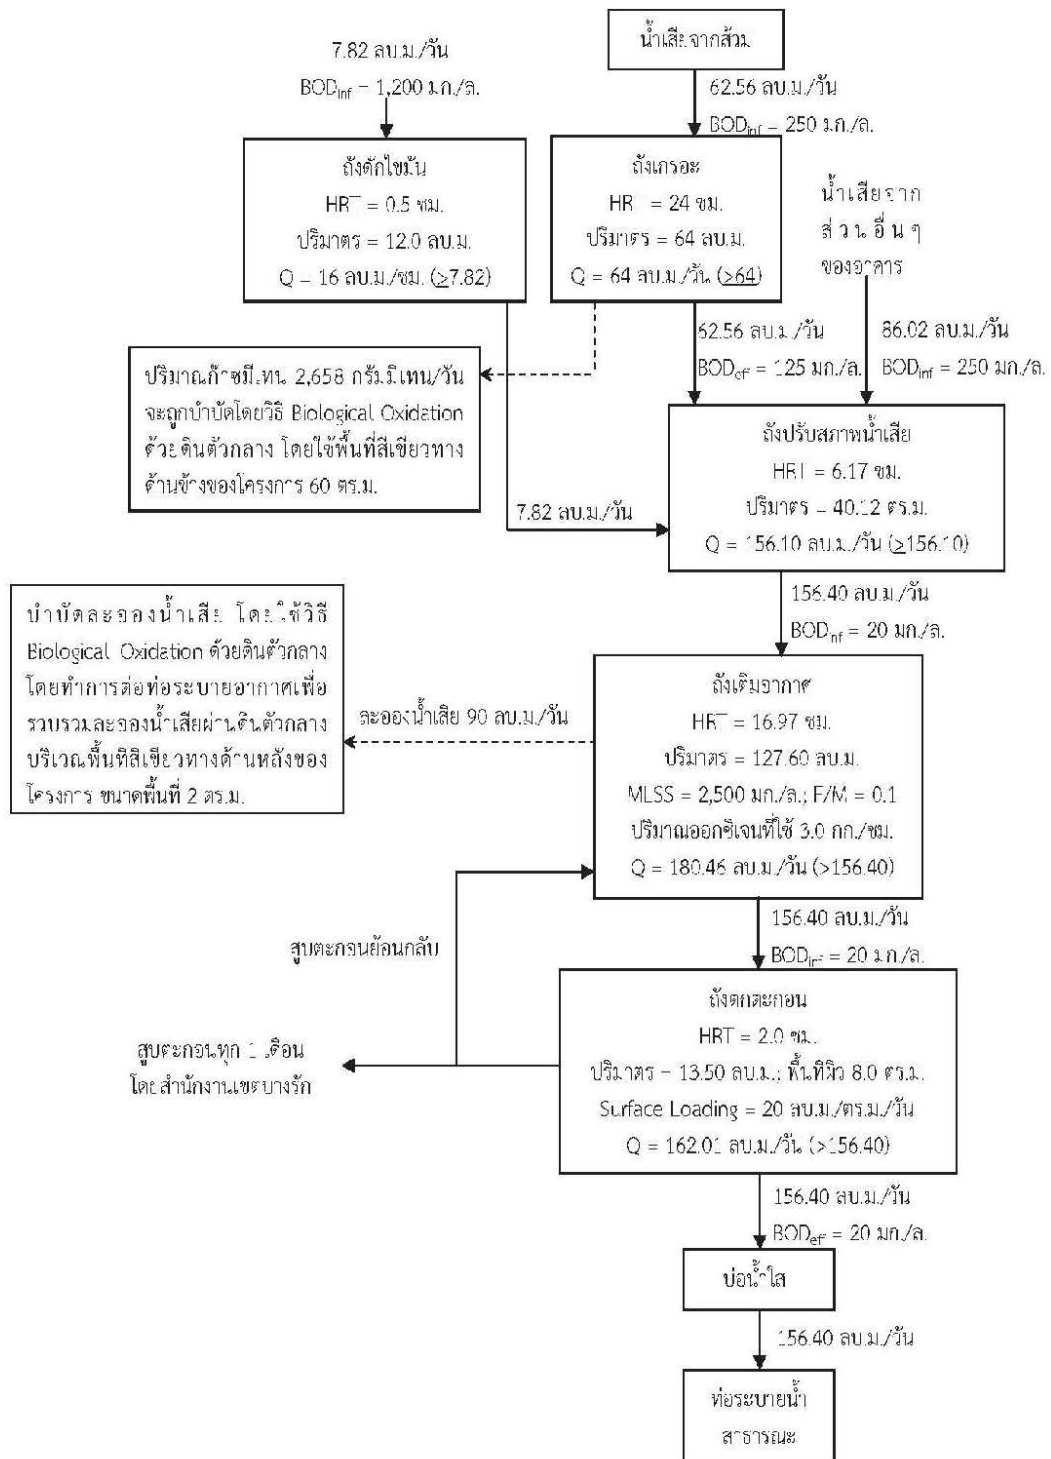 น้ำเสียจากส้วม
7.82 ลบ.ม./วัน
BODinf = 1,200 มก./ล.
62.56 ลบ.ม./วัน
BODinf = 250 มก./ล.
ถังดักไขมัน
HRT = 0.5 ชม.
ปริมาตร = 12.0 ลบ.ม.
Q = 16 ลบ.ม./ชม. (≥7.82)
ถังเกรอะ
HRT = 24 ชม.
ปริมาตร = 64 ลบ.ม.
Q = 64 ลบ.ม./วัน (≥64)
น้ำเสียจาก
ส่วนอื่นๆ
ของอาคาร
62.56 ลบ.ม./วัน
BODeff = 125 มก./ล.
86.02 ลบ.ม./วัน
BODinf = 250 มก./ล.
ปริมาณก๊าซมีเทน 2,658 กรัมมีเทน/วัน
จะถูกบำบัดโดยวิธี Biological Oxidation
ด้วยดินตัวกลาง โดยใช้พื้นที่สีเขียวทาง
ด้านข้างของโครงการ 60 ตร.ม.
7.82 ลบ.ม./วัน
ถังปรับสภาพน้ำเสีย
HRT = 6.17 ชม.
ปริมาตร = 40.12 ตร.ม.
Q = 156.10 ลบ.ม./วัน (≥156.10)
156.40 ลบ.ม./วัน
BODinf = 20 มก./ล.
บำบัดละอองน้ำเสีย โดยใช้วิธี
Biological Oxidation ด้วยดินตัวกลาง
โดยทำการต่อท่อระบายอากาศเพื่อ
รวบรวมละอองน้ำเสียผ่านดินตัวกลาง
บริเวณพื้นที่สีเขียวทางด้านหลังของ
โครงการ ขนาดพื้นที่ 2 ตร.ม.
ละอองน้ำเสีย 90 ลบ.ม./วัน
ถังเติมอากาศ
HRT = 16.97 ชม.
ปริมาตร = 127.60 ลบ.ม.
MLSS = 2,500 มก./ล.; F/M = 0.1
ปริมาณออกซิเจนที่ใช้ 3.0 กก./ชม.
Q = 180.46 ลบ.ม./วัน (>156.40)
156.40 ลบ.ม./วัน
BODinf = 20 มก./ล.
สูบตะกอนย้อนกลับ
สูบตะกอนทุก 1 เดือน
โดยสำนักงานเขตบางรัก
ถังตกตะกอน
HRT = 2.0 ชม.
ปริมาตร = 13.50 ลบ.ม.; พื้นที่ผิว 8.0 ตร.ม.
Surface Loading = 20 ลบ.ม./ตร.ม./วัน
Q = 162.01 ลบ.ม./วัน (>156.40)
156.40 ลบ.ม./วัน
BODeff = 20 มก./ล.
บ่อน้ำใส
156.40 ลบ.ม./วัน
ท่อระบายน้ำ
สาธารณะ